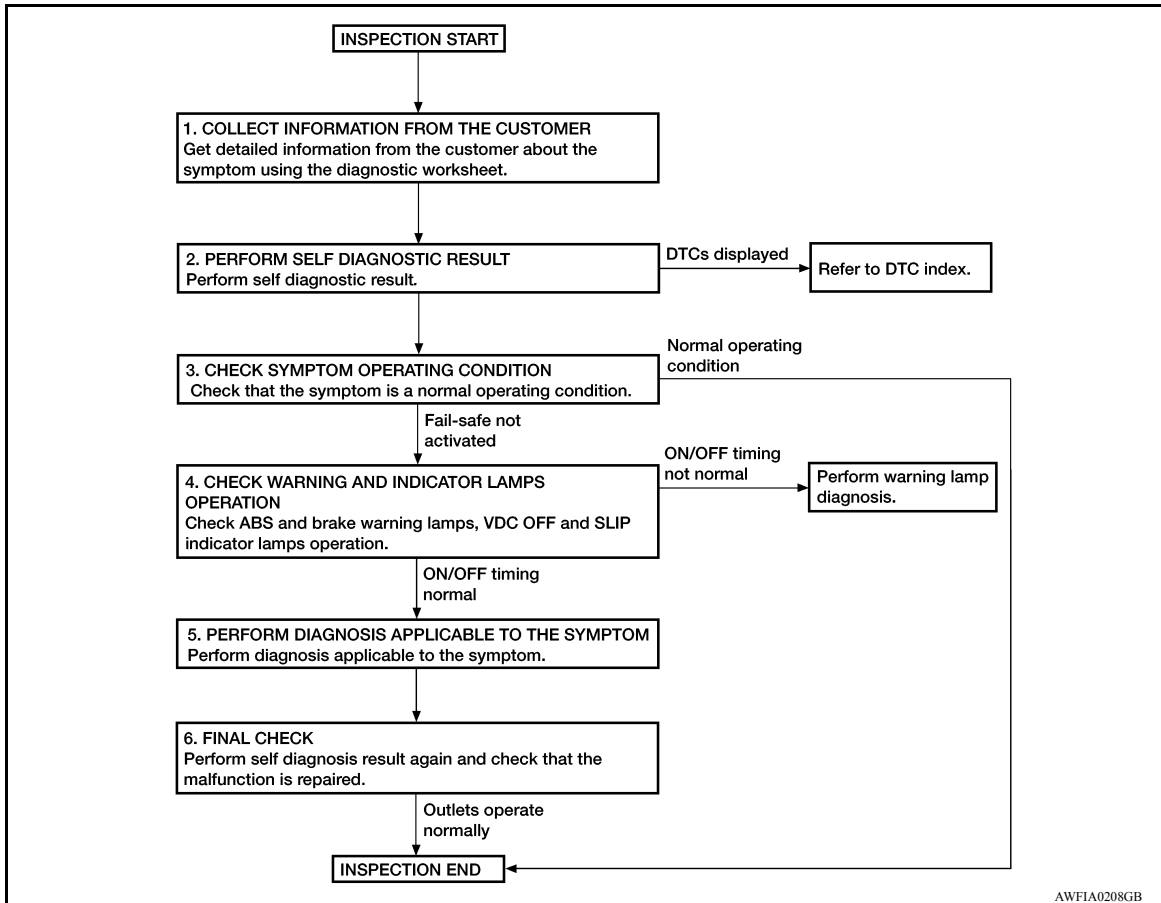 INSPECTION START
1. COLLECT INFORMATION FROM THE CUSTOMER
Get detailed information from the customer about the
symptom using the diagnostic worksheet.
2. PERFORM SELF DIAGNOSTIC RESULT
Perform self diagnostic result.
DTCs displayed
Refer to DTC index.
3. CHECK SYMPTOM OPERATING CONDITION
Check that the symptom is a normal operating condition.
Normal operating
condition
Fail-safe not
activated
4. CHECK WARNING AND INDICATOR LAMPS
OPERATION
Check ABS and brake warning lamps, VDC OFF and SLIP
indicator lamps operation.
ON/OFF timing
not normal
Perform warning lamp
diagnosis.
ON/OFF timing
normal
5. PERFORM DIAGNOSIS APPLICABLE TO THE SYMPTOM
Perform diagnosis applicable to the symptom.
6. FINAL CHECK
Perform self diagnosis result again and check that the
malfunction is repaired.
Outlets operate
normally
INSPECTION END
AWFIA0208GB